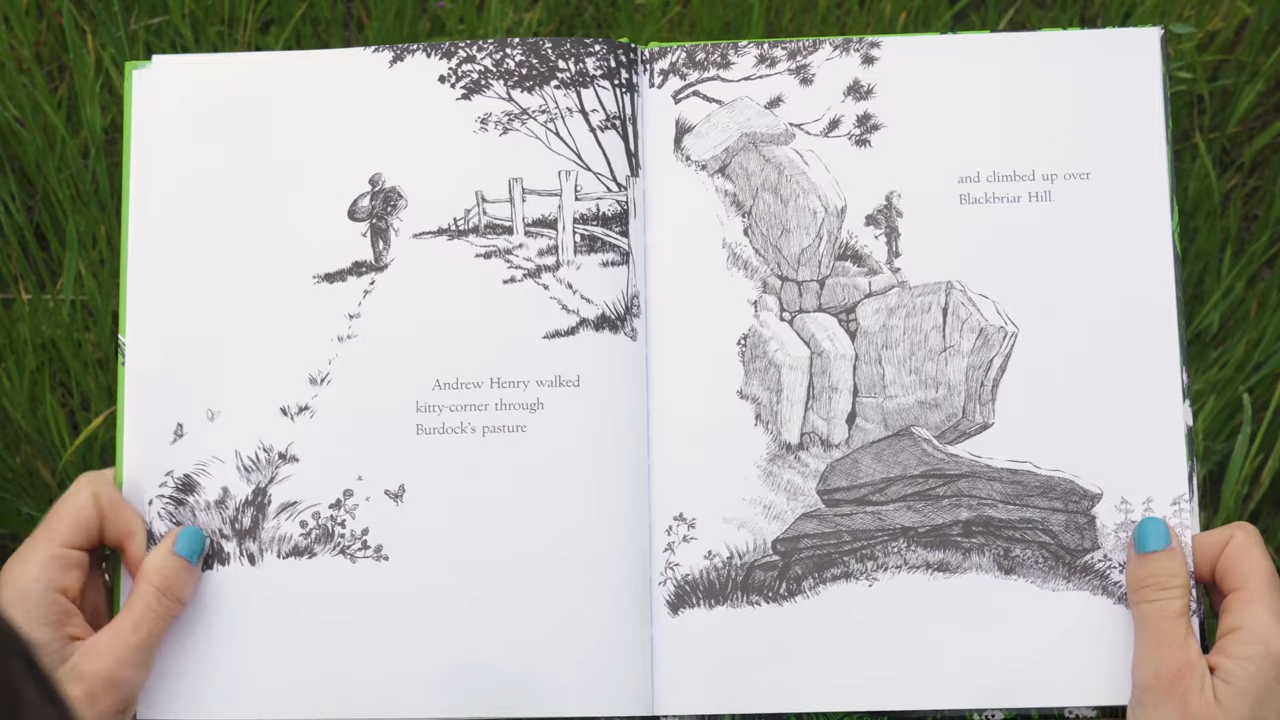 Andrew Henry walked
kitty-corner through
Burdock's pasture
and climbed up over
Blackbriar Hill.